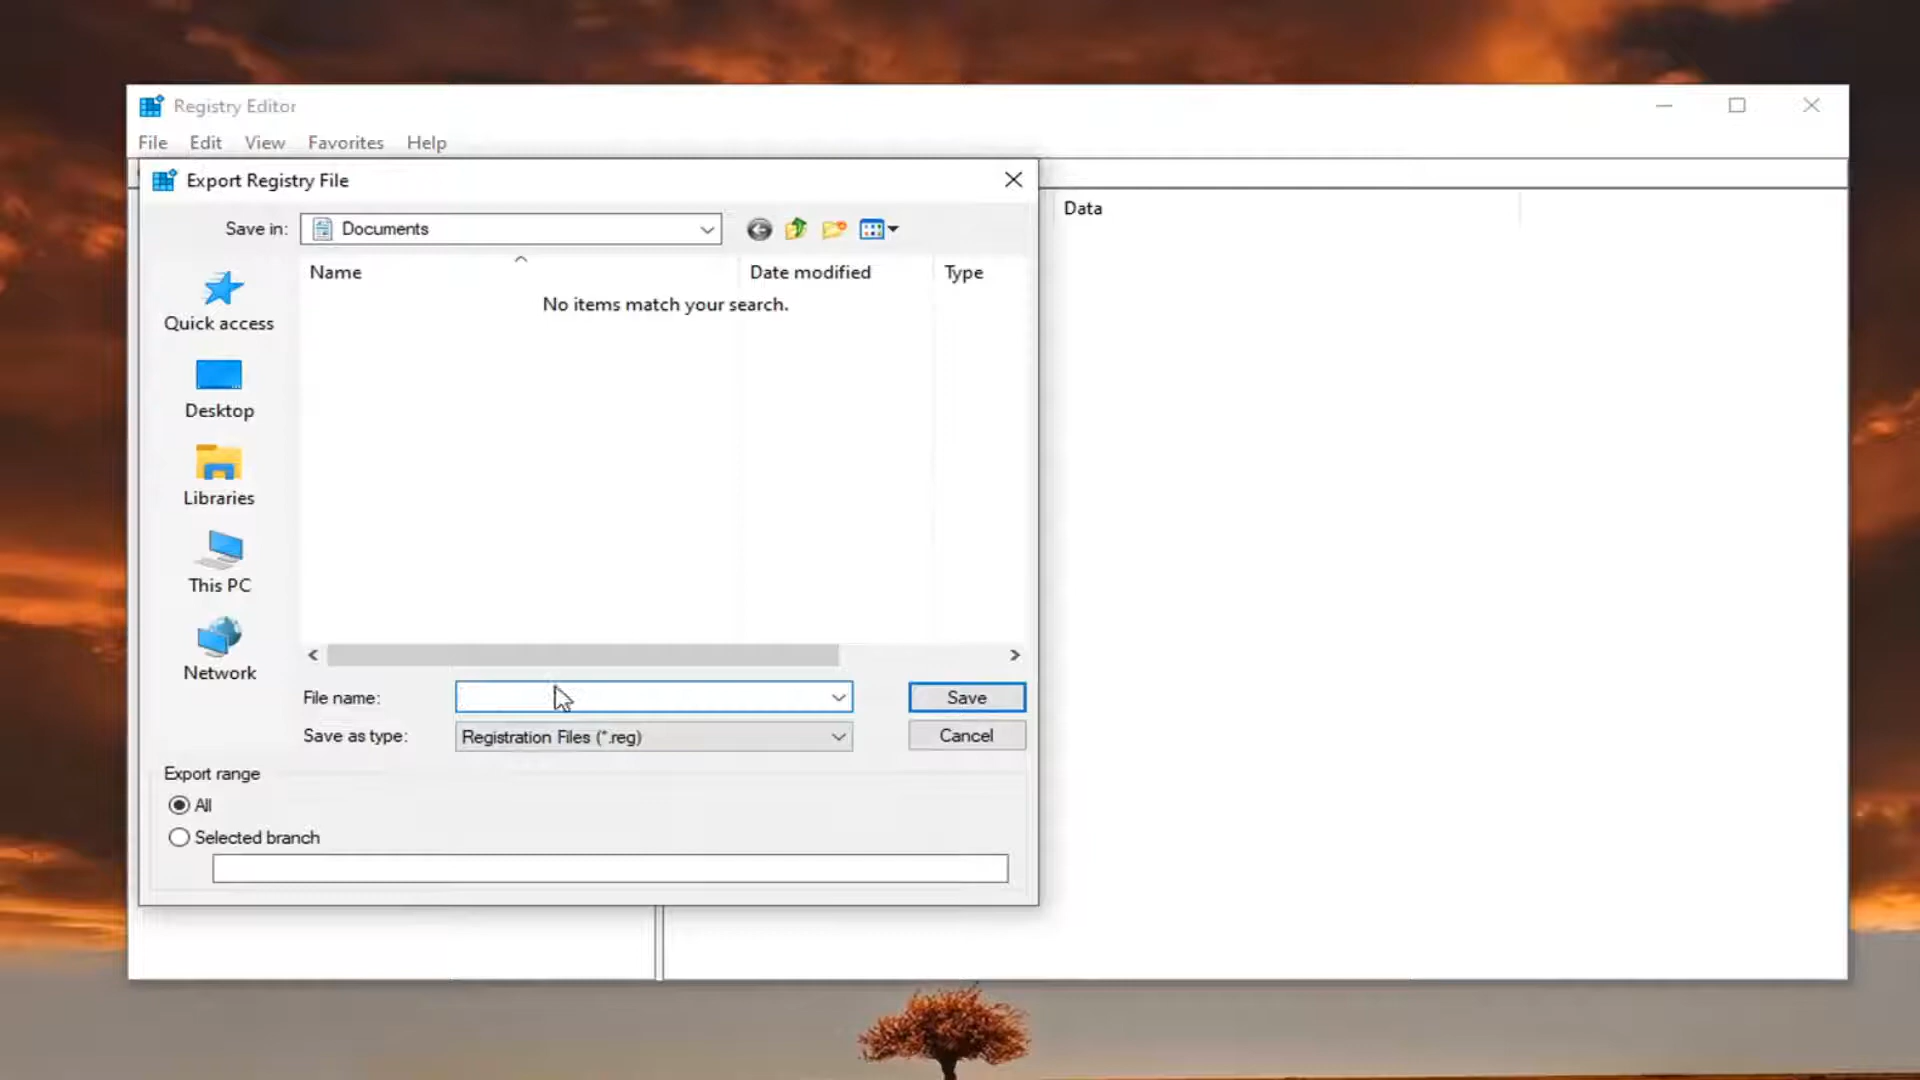 Registry Editor
File Edit View Favorites Help
Export Registry File
Save in: Documents
Data
Name Date modified Type
No items match your search.
Quick access
Desktop
Libraries
This PC
Network
File name: Save
Save as type: Registration Files (*.reg) Cancel
Export range
All
Selected branch